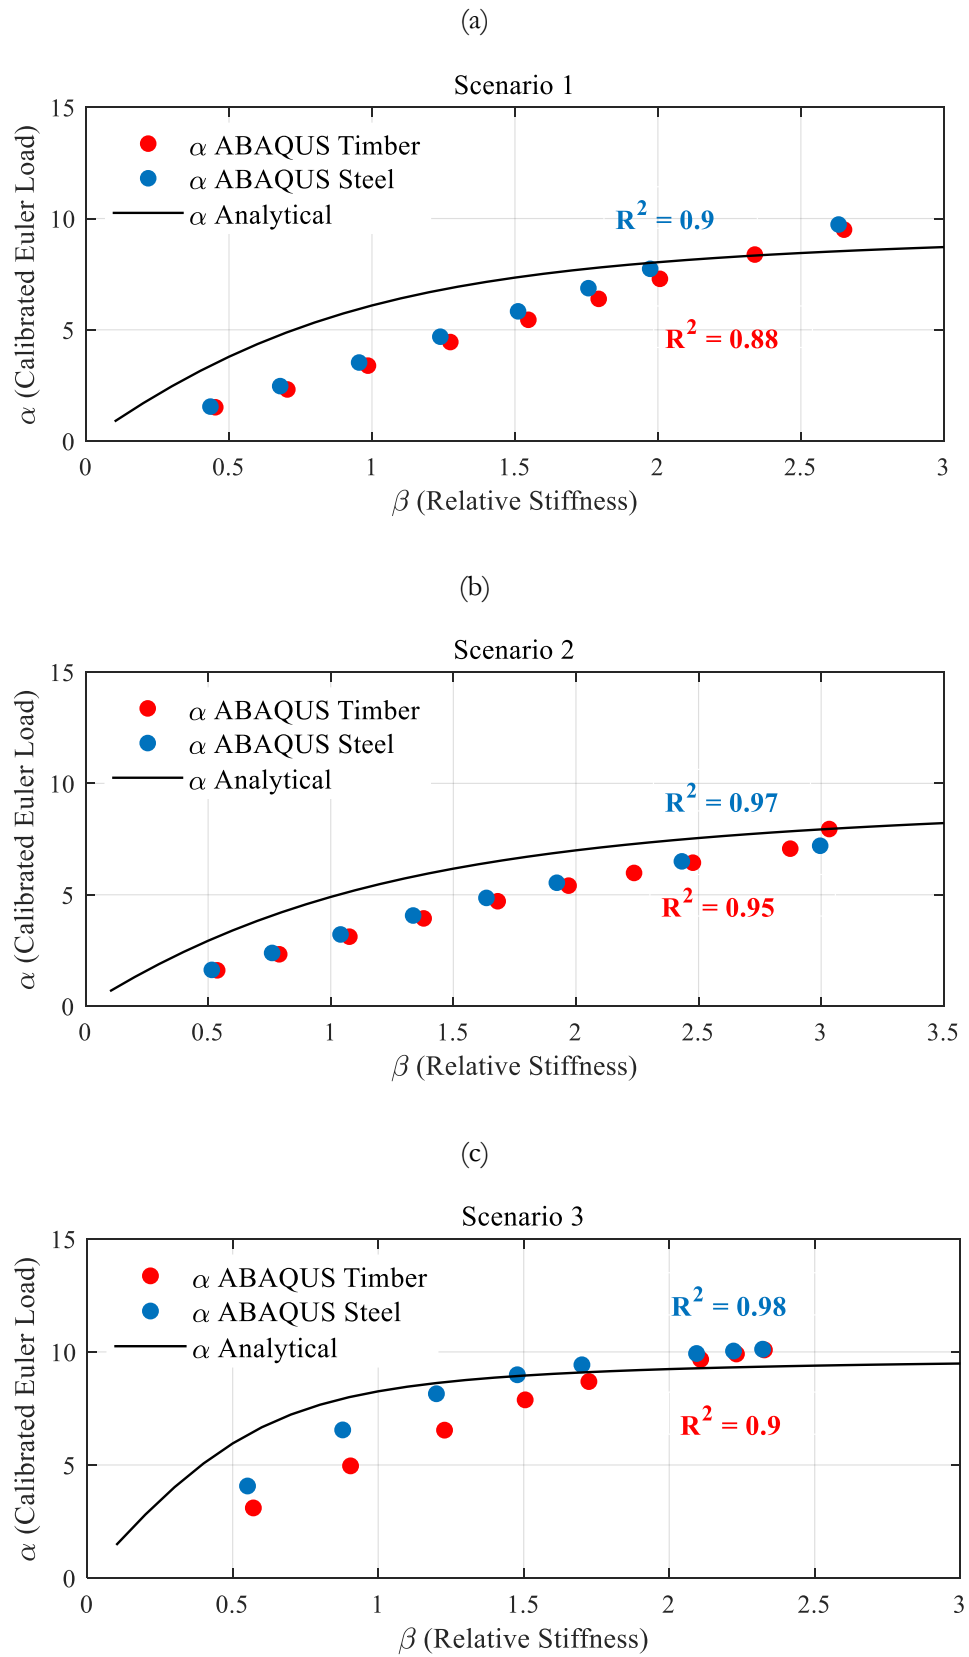 (a)
Scenario 1
α ABAQUS Timber
α ABAQUS Steel
α Analytical
R² = 0.9
R² = 0.88
α (Calibrated Euler Load)
15
10
5
0
0 0.5 1 1.5 2 2.5 3
β (Relative Stiffness)
(b)
Scenario 2
α ABAQUS Timber
α ABAQUS Steel
α Analytical
R² = 0.97
R² = 0.95
α (Calibrated Euler Load)
15
10
5
0
0 0.5 1 1.5 2 2.5 3 3.5
β (Relative Stiffness)
(c)
Scenario 3
α ABAQUS Timber
α ABAQUS Steel
α Analytical
R² = 0.98
R² = 0.9
α (Calibrated Euler Load)
15
10
5
0
0 0.5 1 1.5 2 2.5 3
β (Relative Stiffness)